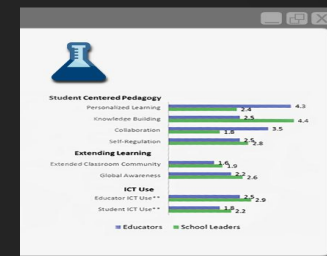 Student Centered Pedagogy
Personalized Learning 4.3
2.4
Knowledge Building 2.5
4.4
Collaboration 3.5
1.8
Self-Regulation 2.5
2.8
Extending Learning
Extended Classroom Community 1.6
1.9
Global Awareness 2.2
2.6
ICT Use
Educator ICT Use** 2.5
2.9
Student ICT Use** 1.8
2.2
Educators School Leaders